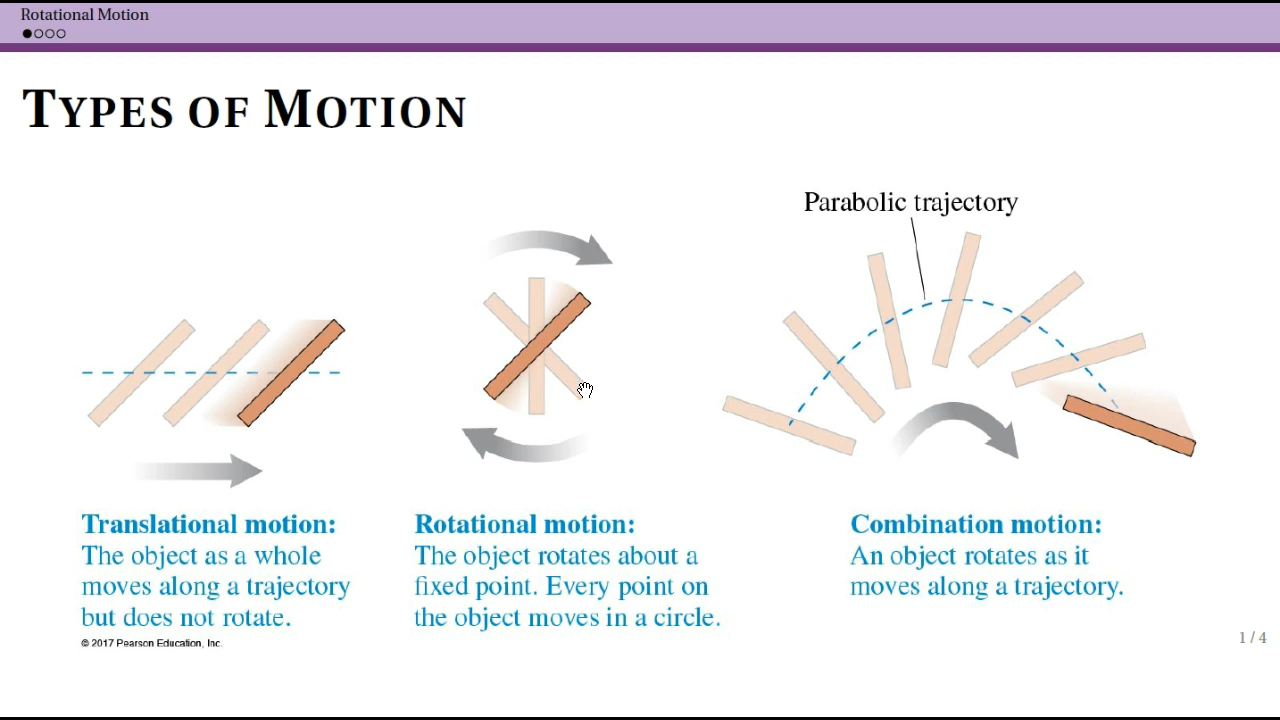 Rotational Motion
TYPES OF MOTION
Parabolic trajectory
Translational motion:
The object as a whole
moves along a trajectory
but does not rotate.
© 2017 Pearson Education, Inc.
Rotational motion:
The object rotates about a
fixed point. Every point on
the object moves in a circle.
Combination motion:
An object rotates as it
moves along a trajectory.
1 / 4